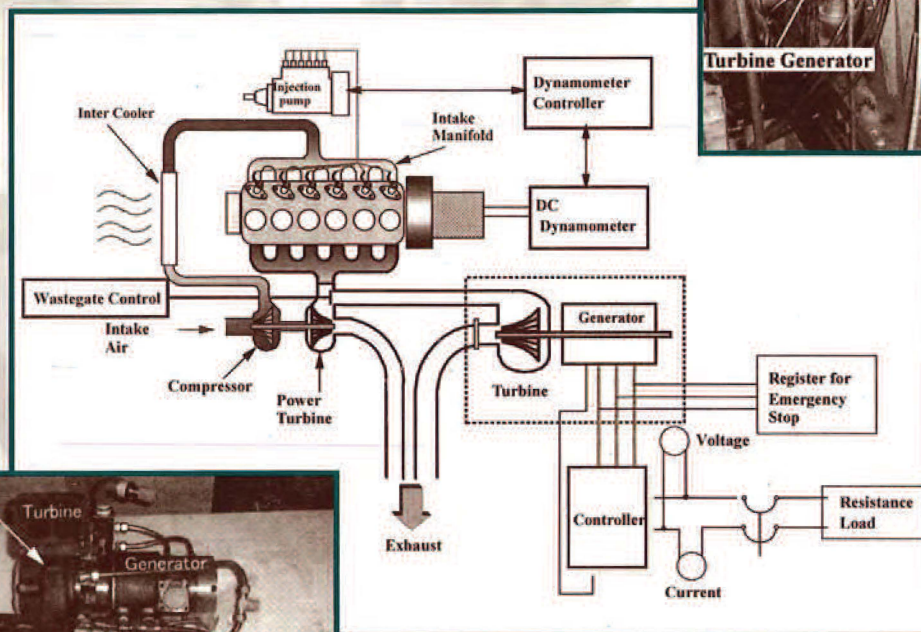 Turbine Generator
Injection
pump
Dynamometer
Controller
Inter Cooler
Intake
Manifold
DC
Dynamometer
Wastegate Control
Intake
Air
Compressor
Power
Turbine
Turbine
Generator
Register for
Emergency
Stop
Voltage
Controller
Resistance
Load
Current
Exhaust
Turbine
Generator